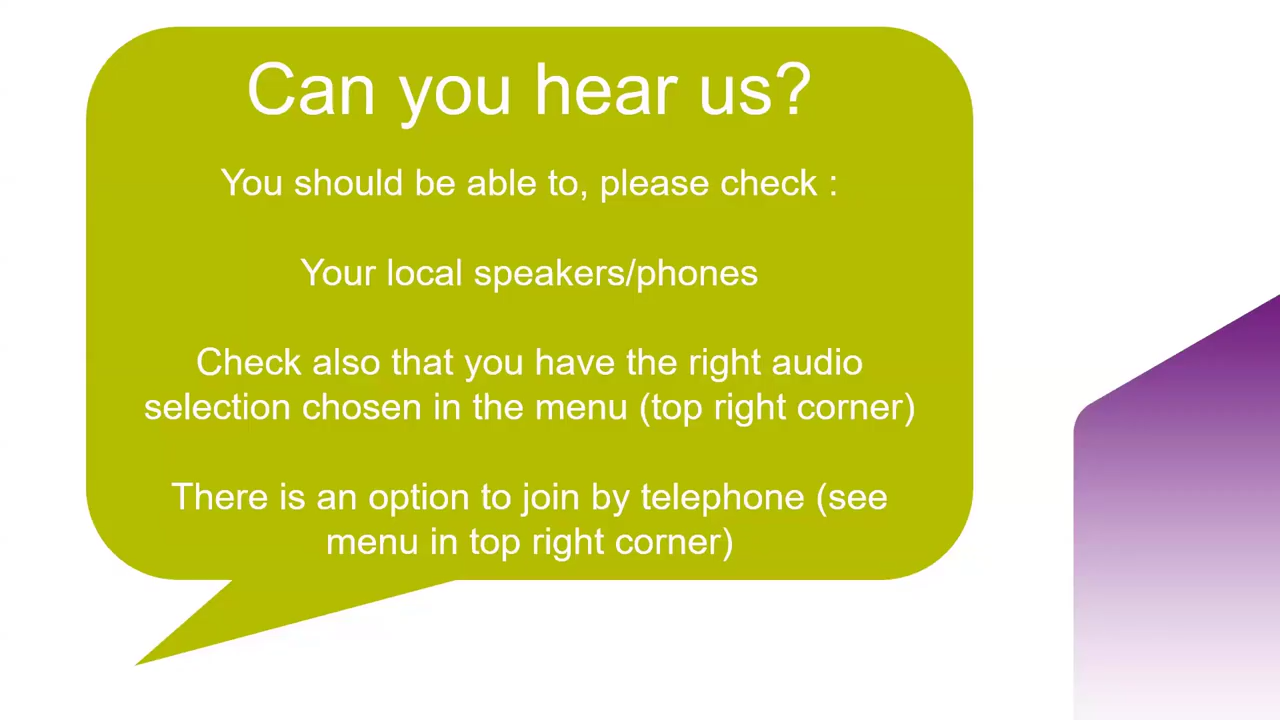 Can you hear us?
You should be able to, please check :
Your local speakers/phones
Check also that you have the right audio
selection chosen in the menu (top right corner)
There is an option to join by telephone (see
menu in top right corner)